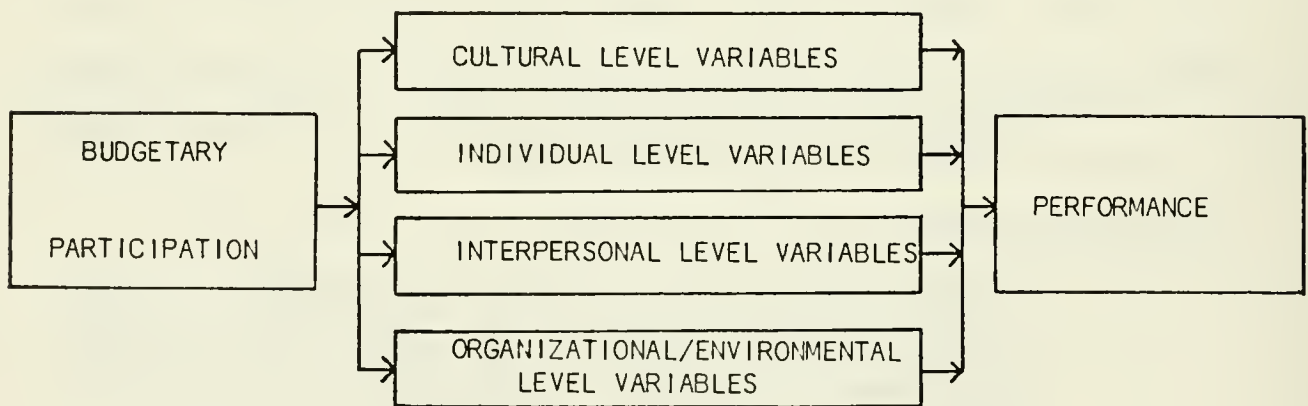 CULTURAL LEVEL VARIABLES
BUDGETARY
PARTICIPATION
INDIVIDUAL LEVEL VARIABLES
INTERPERSONAL LEVEL VARIABLES
ORGANIZATIONAL/ENVIRONMENTAL
LEVEL VARIABLES
PERFORMANCE